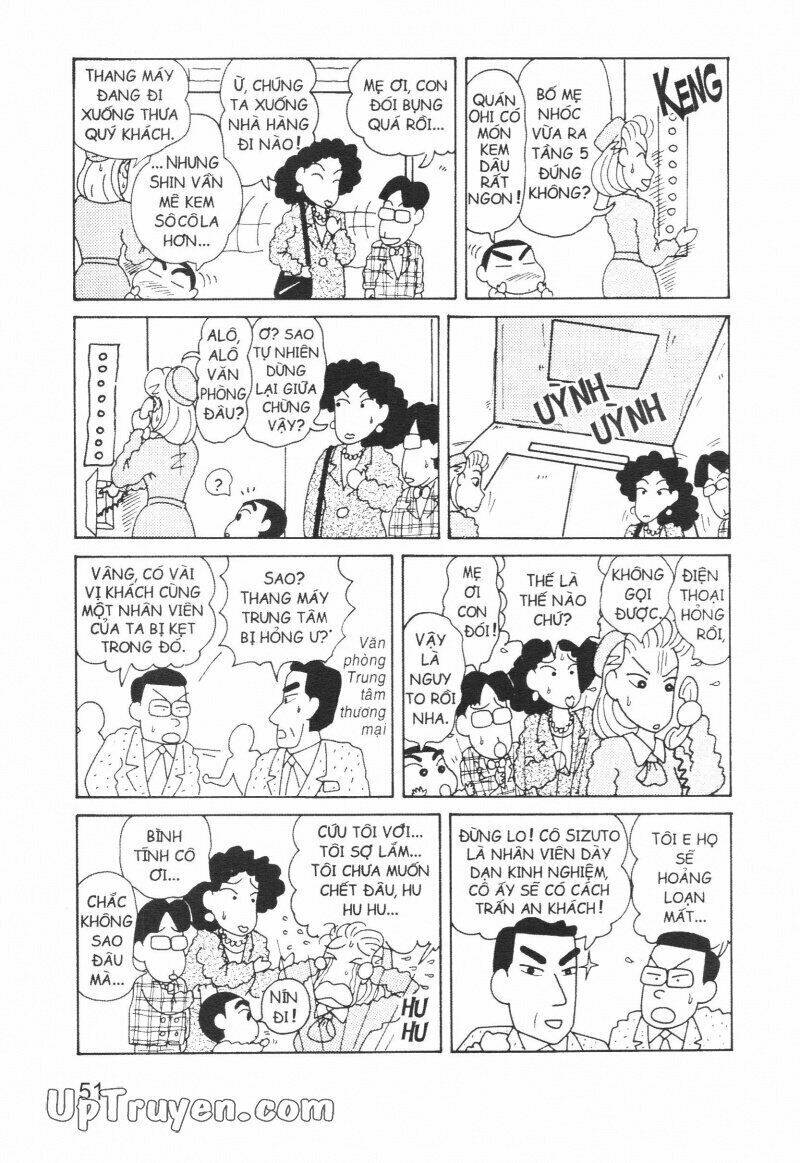 KENG
BỐ MẸ
NHÓC
VỪA RA
TẦNG 5
ĐÚNG
KHÔNG?
QUÁN
OHI CÓ
MÓN
KEM
DÂU
RẤT
NGON!
MẸ ƠI, CON
ĐÓI BỤNG
QUÁ RỒI...
Ừ, CHÚNG
TA XUỐNG
NHÀ HÀNG
ĐI NÀO!
THANG MÁY
ĐANG ĐI
XUỐNG THƯA
QUÝ KHÁCH.
...NHƯNG
SHIN VẪN
MÊ KEM
SÔCÔLA
HƠN...
UỲNH
UỲNH
Ơ? SAO
TỰ NHIÊN
DỪNG
LẠI GIỮA
CHỪNG
VẬY?
ALÔ,
ALÔ
VĂN
PHÒNG
ĐÂU?
?
ĐIỆN
THOẠI
HỎNG
RỒI,
KHÔNG
GỌI
ĐƯỢC.
THẾ LÀ
THẾ NÀO
CHỨ?
MẸ
ƠI
CON
ĐÓI!
VẬY
LÀ
NGUY
TO RỒI
NHA.
Văn
phòng
Trung
tâm
thương
mại
SAO?
THANG MÁY
TRUNG TÂM
BỊ HỎNG Ư?
VÂNG, CÓ VÀI
VỊ KHÁCH CÙNG
MỘT NHÂN VIÊN
CỦA TA BỊ KẸT
TRONG ĐÓ.
TÔI E HỌ
SẼ
HOẢNG
LOẠN
MẤT...
ĐỪNG LO! CÔ SIZUTO
LÀ NHÂN VIÊN DÀY
DẠN KINH NGHIỆM,
CÔ ẤY SẼ CÓ CÁCH
TRẤN AN KHÁCH!
CỨU TÔI VỚI...
TÔI SỢ LẮM...
TÔI CHƯA MUỐN
CHẾT ĐÂU, HU
HU HU...
BÌNH
TĨNH CÔ
ƠI...
CHẮC
KHÔNG
SAO
ĐÂU
MÀ...
NÍN
ĐI!
HU
HU
51
UpTruyen.com